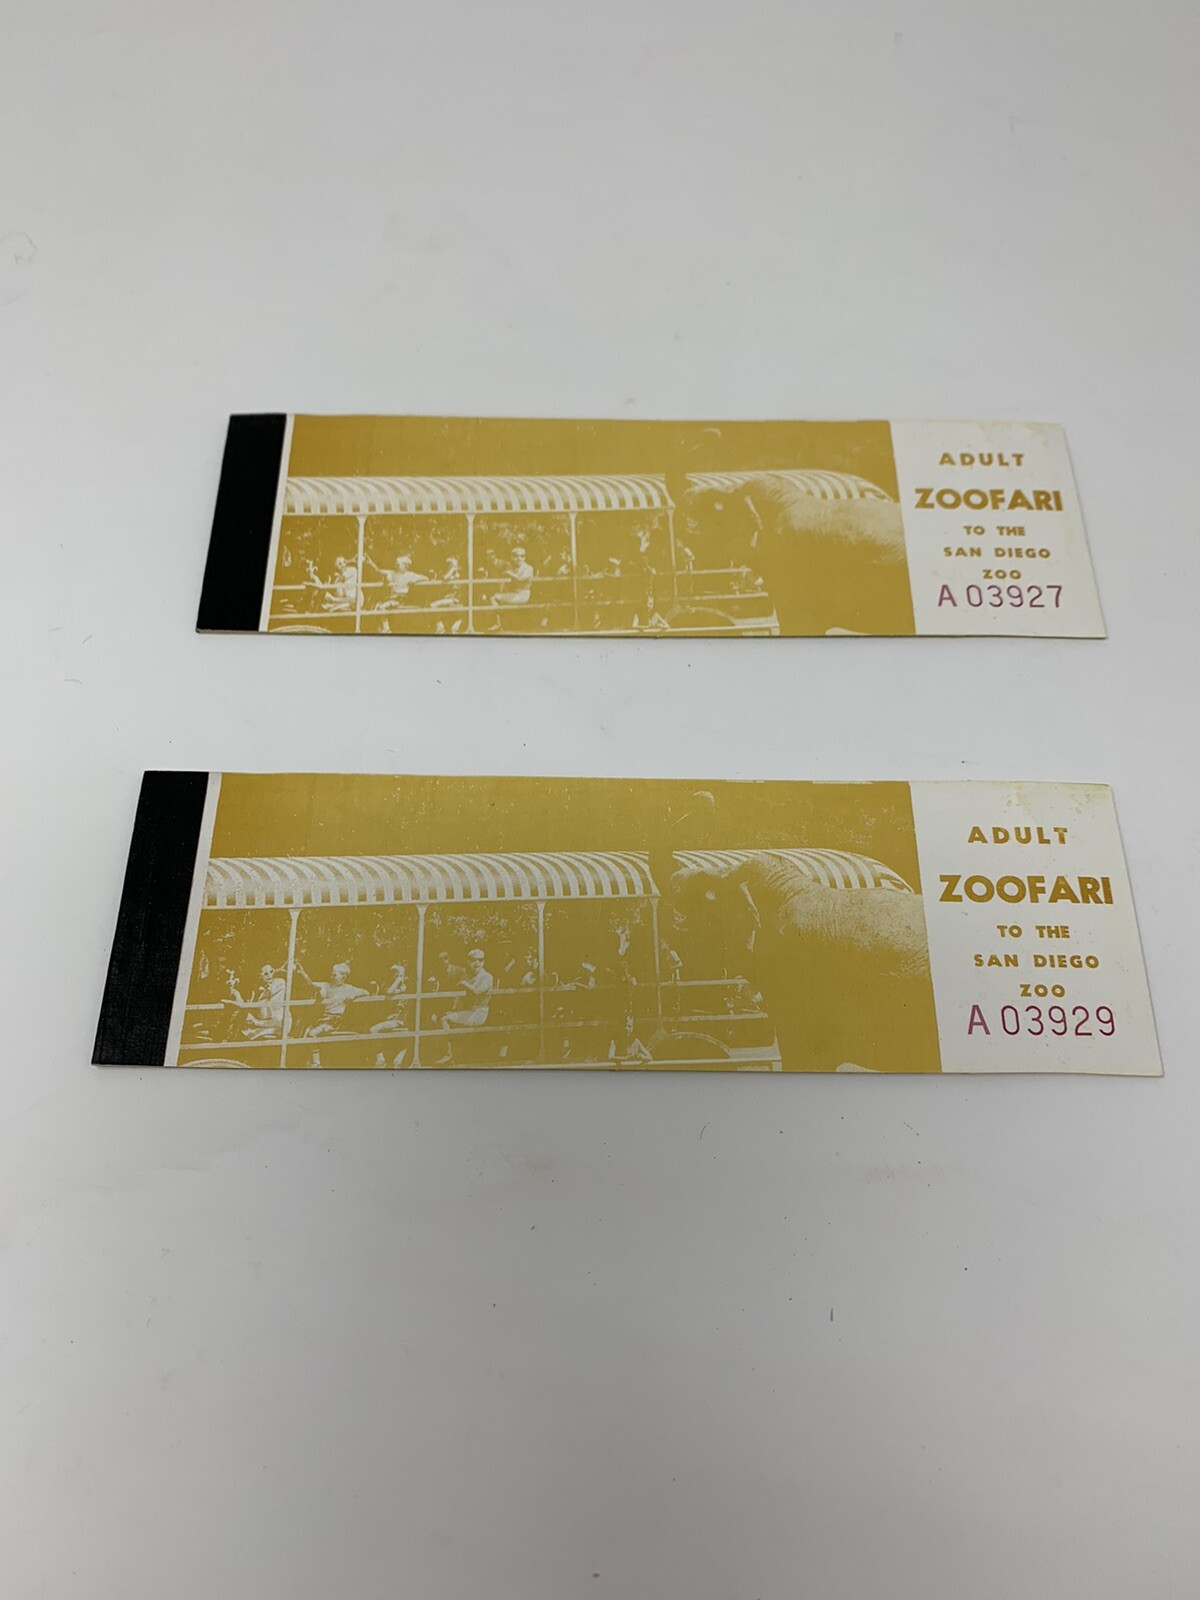 ADULT
ZOOFARI
TO THE
SAN DIEGO
ZOO
A 03927
ADULT
ZOOFARI
TO THE
SAN DIEGO
ZOO
A 03929